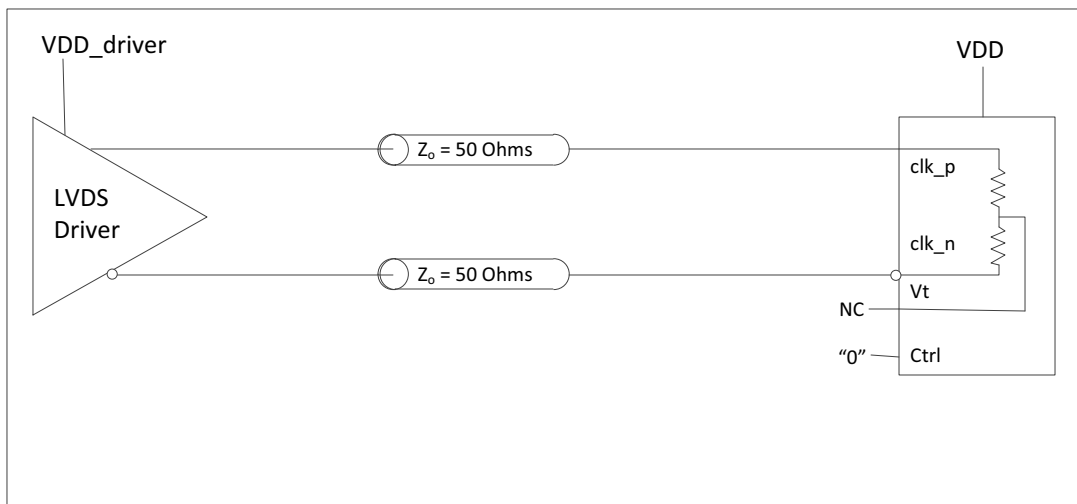 VDD_driver
VDD
Zo = 50 Ohms
clk_p
LVDS
Driver
clk_n
Zo = 50 Ohms
Vt
NC
“0”
Ctrl